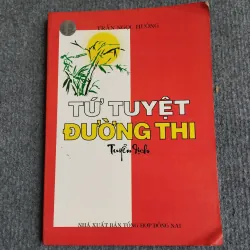 TRẦN NGỌC HƯỞNG
TỨ TUYỆT
ĐƯỜNG THI
Tuyển dịch
NHÀ XUẤT BẢN TỔNG HỢP ĐỒNG NAI